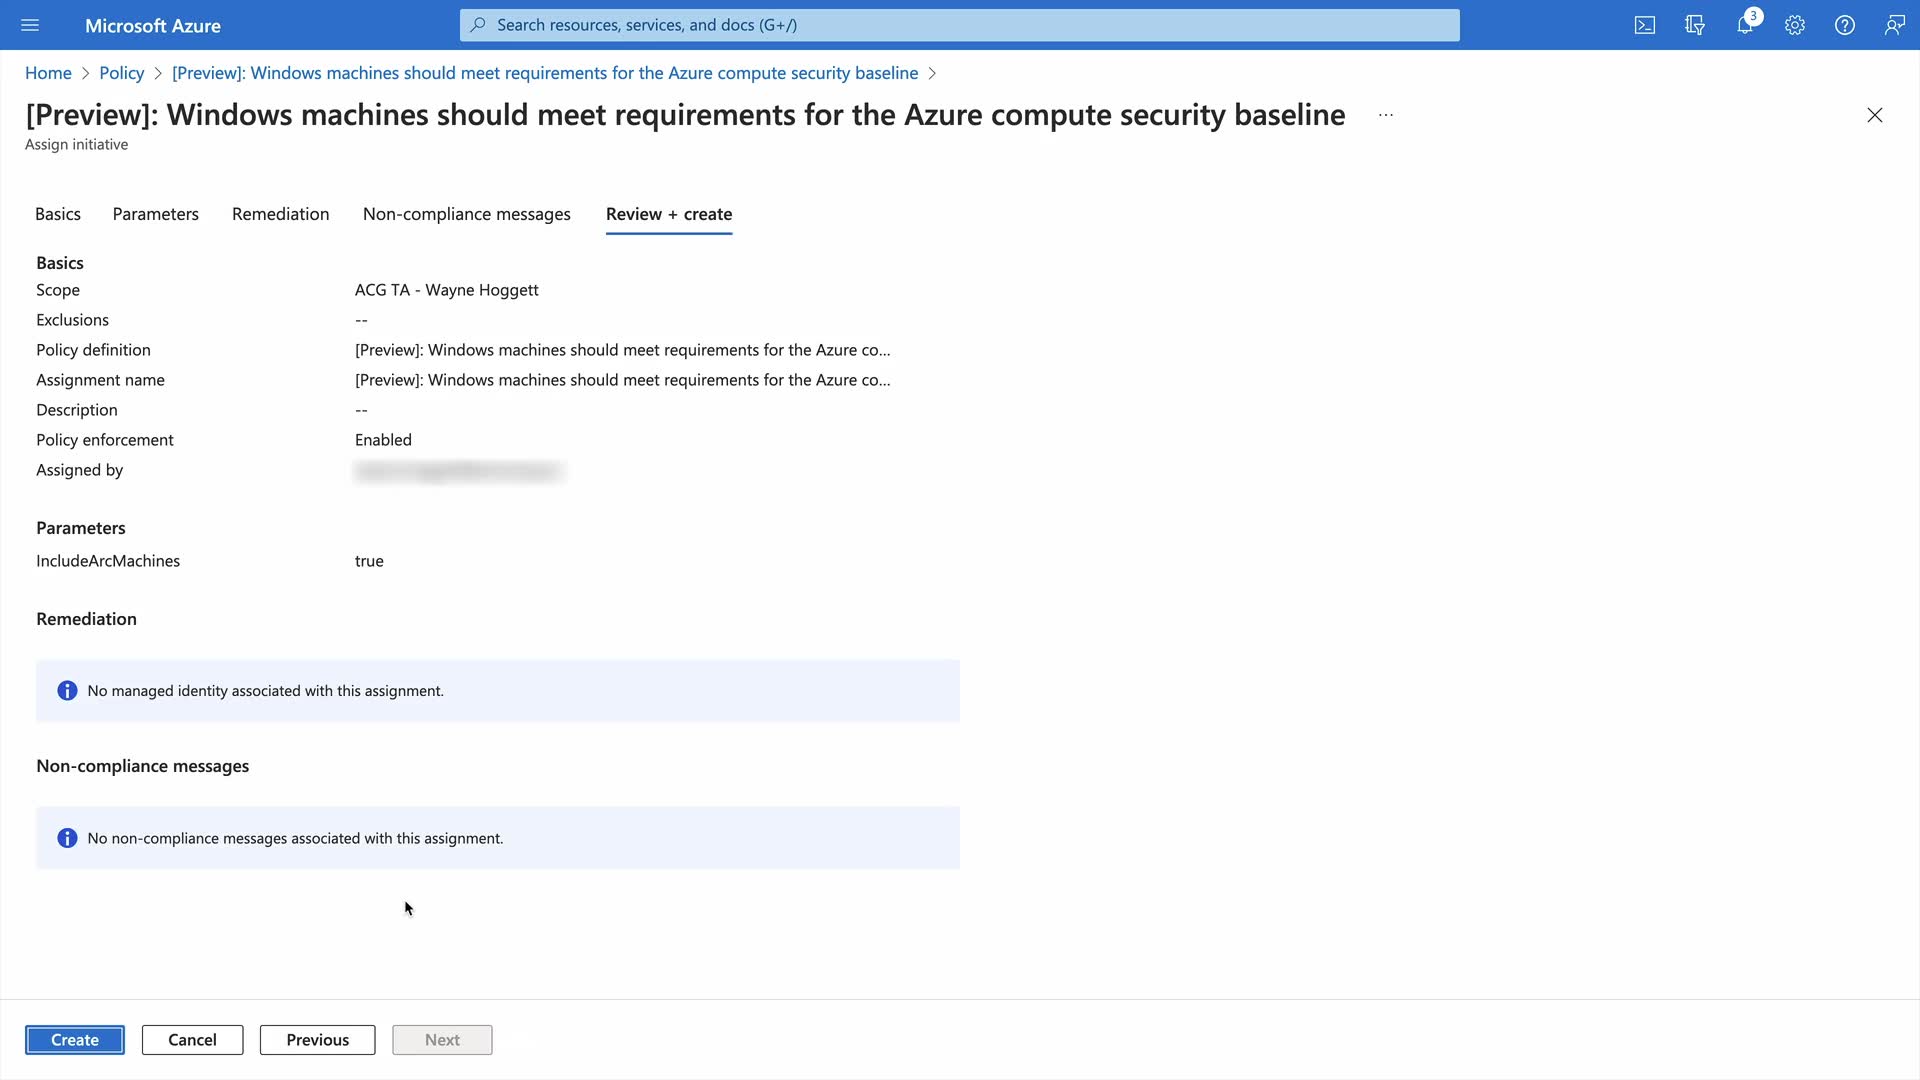 Microsoft Azure
Search resources, services, and docs (G+/)
3
Home > Policy > [Preview]: Windows machines should meet requirements for the Azure compute security baseline >
[Preview]: Windows machines should meet requirements for the Azure compute security baseline ...
Assign initiative
Basics Parameters Remediation Non-compliance messages Review + create
Basics
Scope ACG TA - Wayne Hoggett
Exclusions --
Policy definition [Preview]: Windows machines should meet requirements for the Azure co...
Assignment name [Preview]: Windows machines should meet requirements for the Azure co...
Description --
Policy enforcement Enabled
Assigned by
Parameters
IncludeArcMachines true
Remediation
No managed identity associated with this assignment.
Non-compliance messages
No non-compliance messages associated with this assignment.
Create Cancel Previous Next